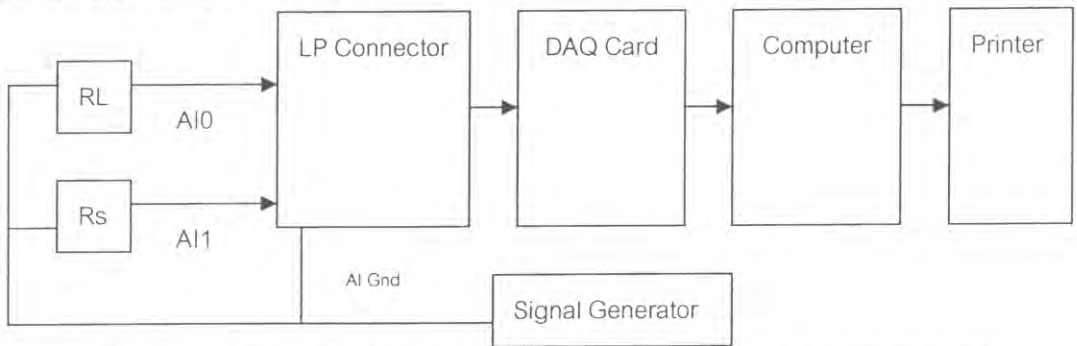 LP Connector
DAQ Card
Computer
Printer
RL
AI0
Rs
AI1
AI Gnd
Signal Generator